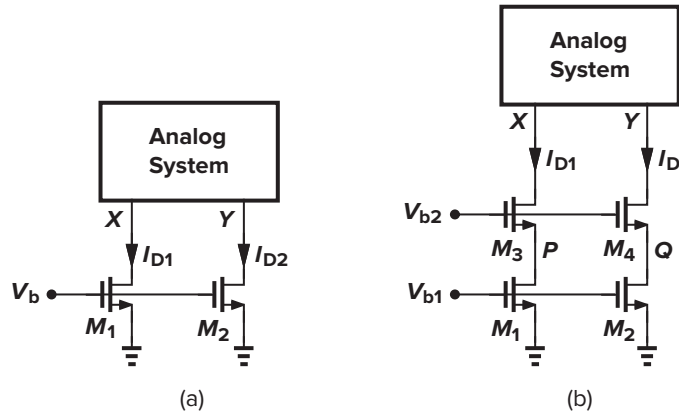 Analog
System
X
Y
I_D1
I_D2
V_b
M_1
M_2
(a)
Analog
System
X
Y
I_D1
I_D
V_b2
M_3
P
M_4
Q
V_b1
M_1
M_2
(b)